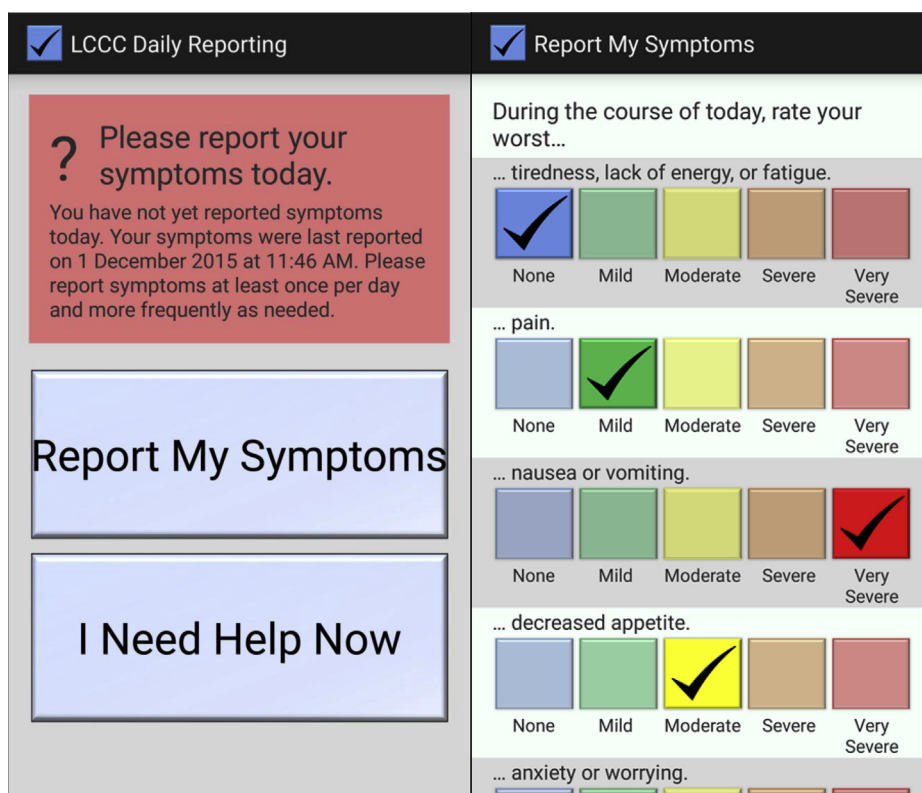 LCCC Daily Reporting
? Please report your
symptoms today.
You have not yet reported symptoms
today. Your symptoms were last reported
on 1 December 2015 at 11:46 AM. Please
report symptoms at least once per day
and more frequently as needed.
Report My Symptoms
I Need Help Now
Report My Symptoms
During the course of today, rate your
worst...
... tiredness, lack of energy, or fatigue.
None Mild Moderate Severe Very
Severe
... pain.
None Mild Moderate Severe Very
Severe
... nausea or vomiting.
None Mild Moderate Severe Very
Severe
... decreased appetite.
None Mild Moderate Severe Very
Severe
... anxiety or worrying.